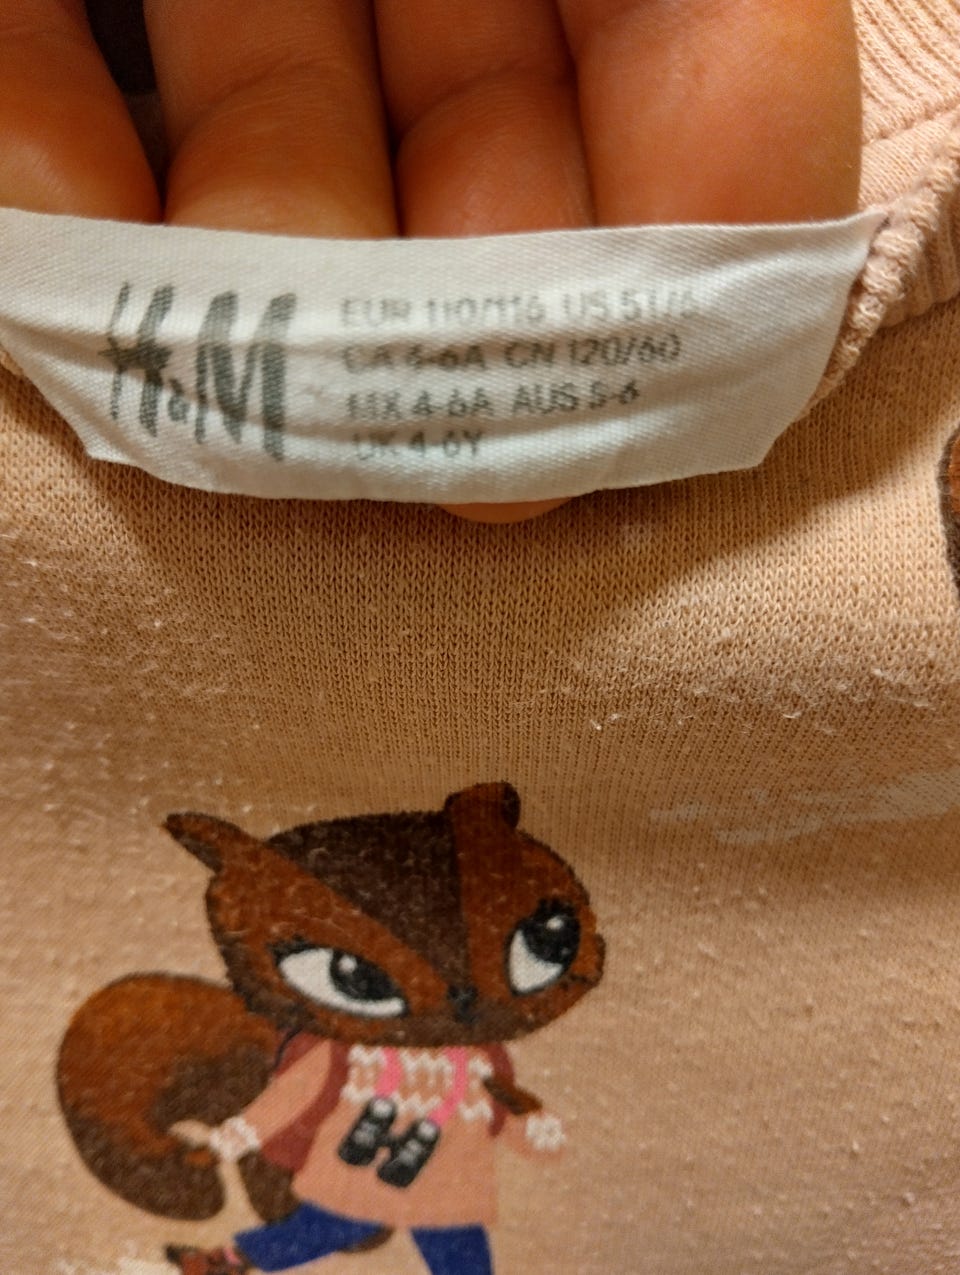 H&M
EUR 110/116 US 5T/6
CA 4-6A CN 120/60
MX 4-6A AUS 5-6
UK 4-6Y